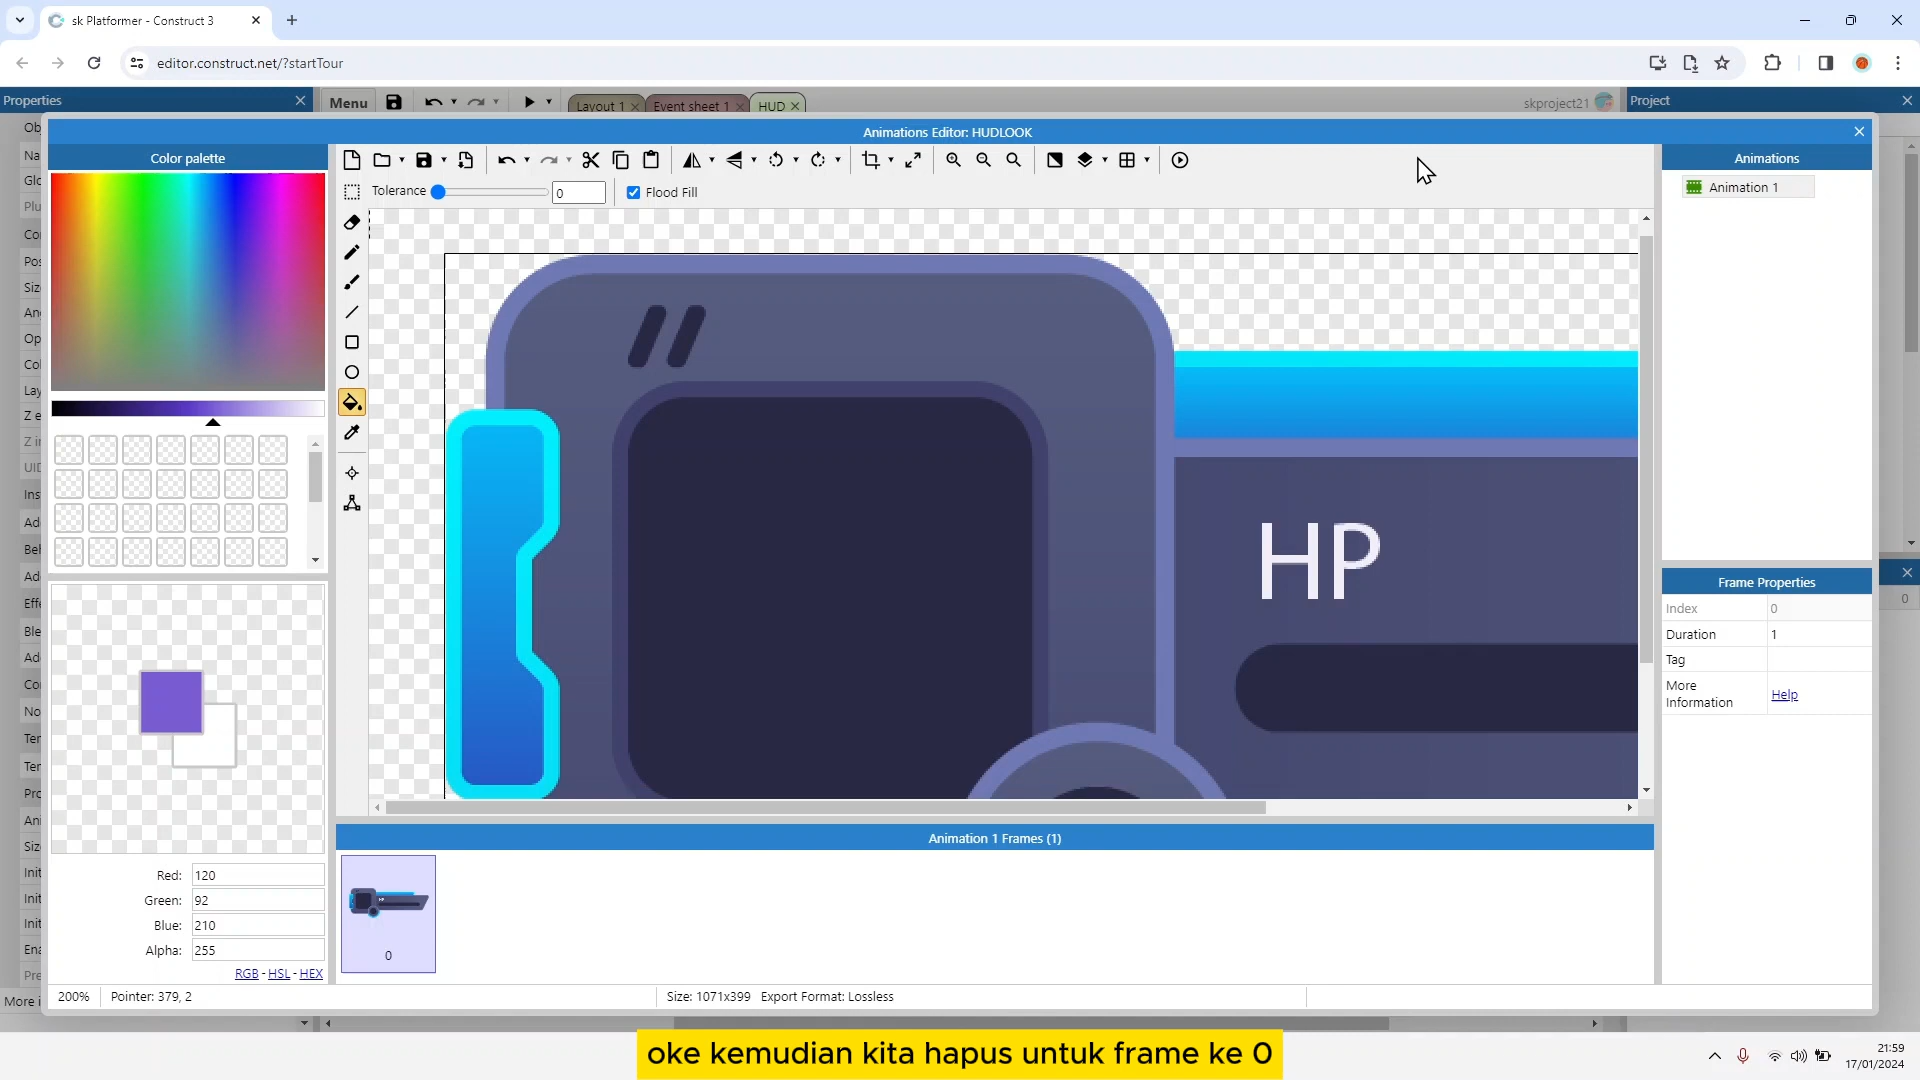 sk Platformer - Construct 3
editor.construct.net/?startTour
Properties
Menu
Layout 1
Event sheet 1
HUD
skproject21
Project
Animations Editor: HUDLOOK
Color palette
Animations
Tolerance
0
Flood Fill
Animation 1
HP
Frame Properties
Index
0
Duration
1
Tag
More
Information
Help
Animation 1 Frames (1)
0
Red:
120
Green:
92
Blue:
210
Alpha:
255
RGB - HSL - HEX
200%
Pointer: 379, 2
Size: 1071x399
Export Format: Lossless
More i
0
oke kemudian kita hapus untuk frame ke 0
21:59
17/01/2024